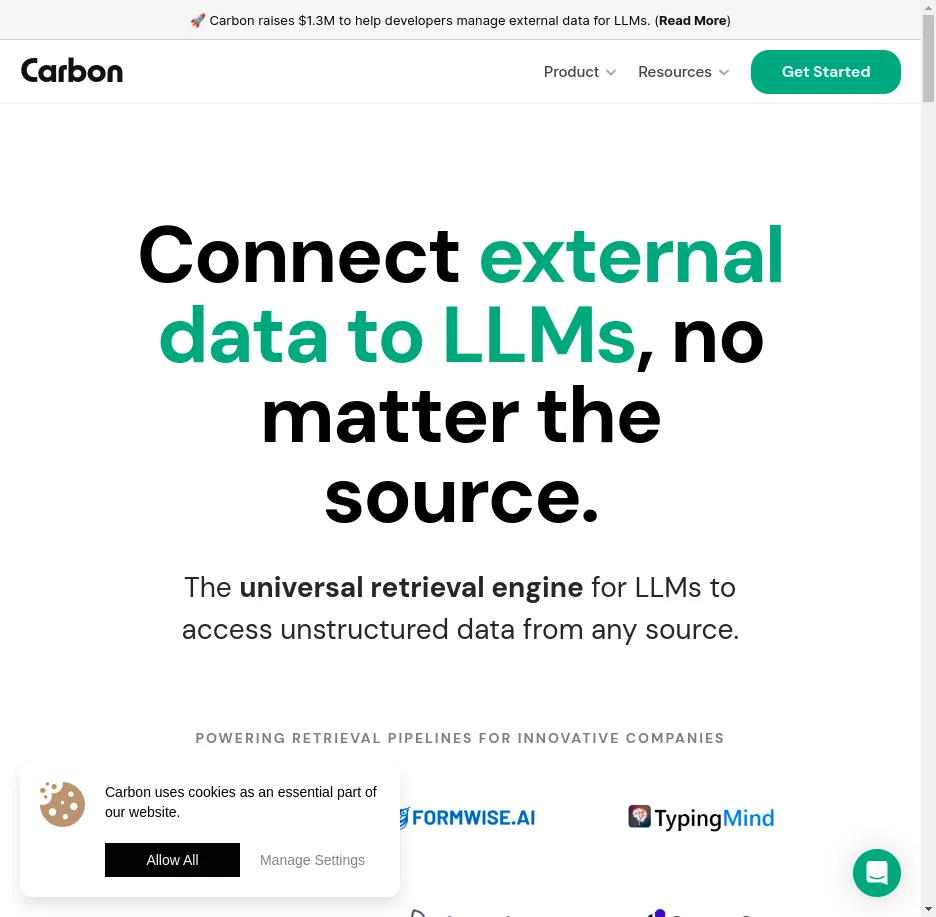 🚀 Carbon raises $1.3M to help developers manage external data for LLMs. (Read More)
Carbon
Product
Resources
Get Started
Connect external
data to LLMs, no
matter the
source.
The universal retrieval engine for LLMs to
access unstructured data from any source.
POWERING RETRIEVAL PIPELINES FOR INNOVATIVE COMPANIES
FORMWISE.AI
TypingMind
Carbon uses cookies as an essential part of
our website.
Allow All
Manage Settings